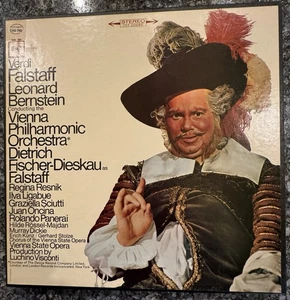 STEREO
Verdi
Falstaff
Leonard
Bernstein
Conducting the
Vienna
Philharmonic
Orchestra
Dietrich
Fischer-Dieskau as
Falstaff
Regina Resnik
Ilva Ligabue
Graziella Sciutti
Juan Oncina
Rolando Panerai
Hilde Rössel-Majdan
Murray Dickie
Erich Kunz / Gerhard Stolze
Chorus of the Vienna State Opera
Vienna State Opera
Production by
Luchino Visconti